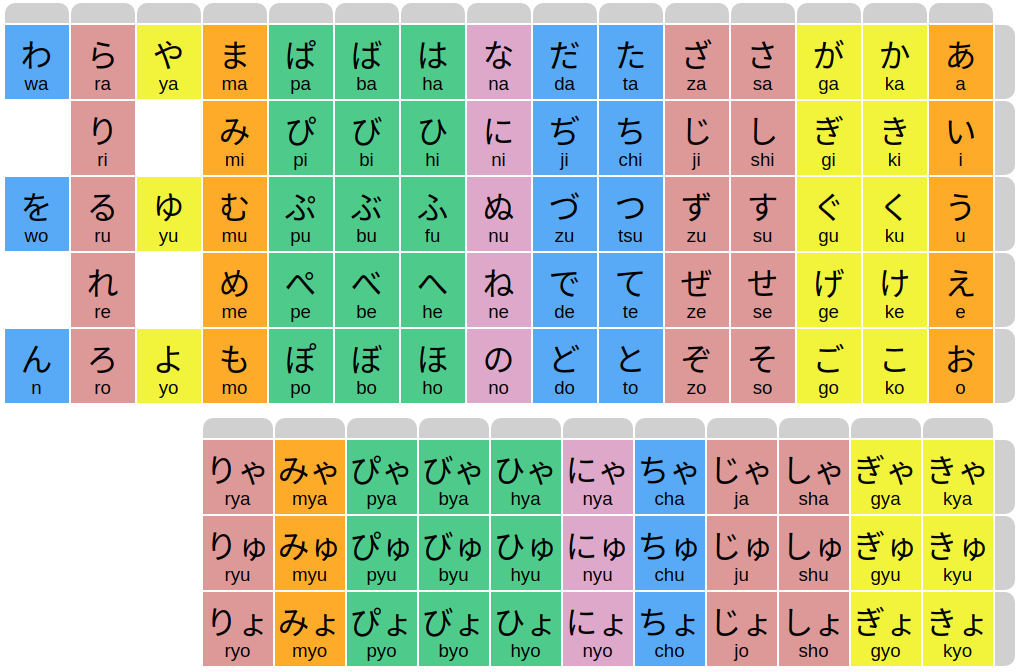 わ ら や ま ぱ ば は な だ た ざ さ が か あ
wa ra ya ma pa ba ha na da ta za sa ga ka a
り み ぴ び ひ に ぢ ち じ し ぎ き い
ri mi pi bi hi ni ji chi ji shi gi ki i
を る ゆ む ぷ ぶ ふ ぬ づ つ ず す ぐ く う
wo ru yu mu pu bu fu nu zu tsu zu su gu ku u
れ め ぺ べ へ ね で て ぜ せ げ け え
re me pe be he ne de te ze se ge ke e
ん ろ よ も ぽ ぼ ほ の ど と ぞ そ ご こ お
n ro yo mo po bo ho no do to zo so go ko o
りゃ みゃ ぴゃ びゃ ひゃ にゃ ちゃ じゃ しゃ ぎゃ きゃ
rya mya pya bya hya nya cha ja sha gya kya
りゅ みゅ ぴゅ びゅ ひゅ にゅ ちゅ じゅ しゅ ぎゅ きゅ
ryu myu pyu byu hyu nyu chu ju shu gyu kyu
りょ みょ ぴょ びょ ひょ にょ ちょ じょ しょ ぎょ きょ
ryo myo pyo byo hyo nyo cho jo sho gyo kyo